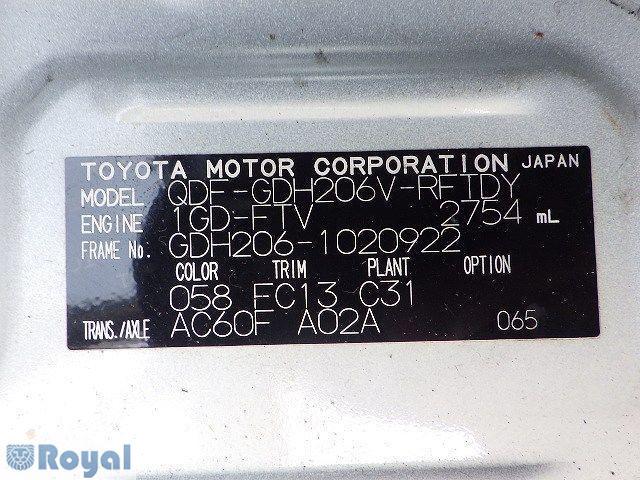 TOYOTA MOTOR CORPORATION JAPAN
MODEL QDF-GDH206V-RFTDY
ENGINE 1GD-FTV 2754 mL
FRAME No. GDH206-1020922
COLOR TRIM PLANT OPTION
058 FC13 C31
TRANS./AXLE AC60F A02A 065
Royal